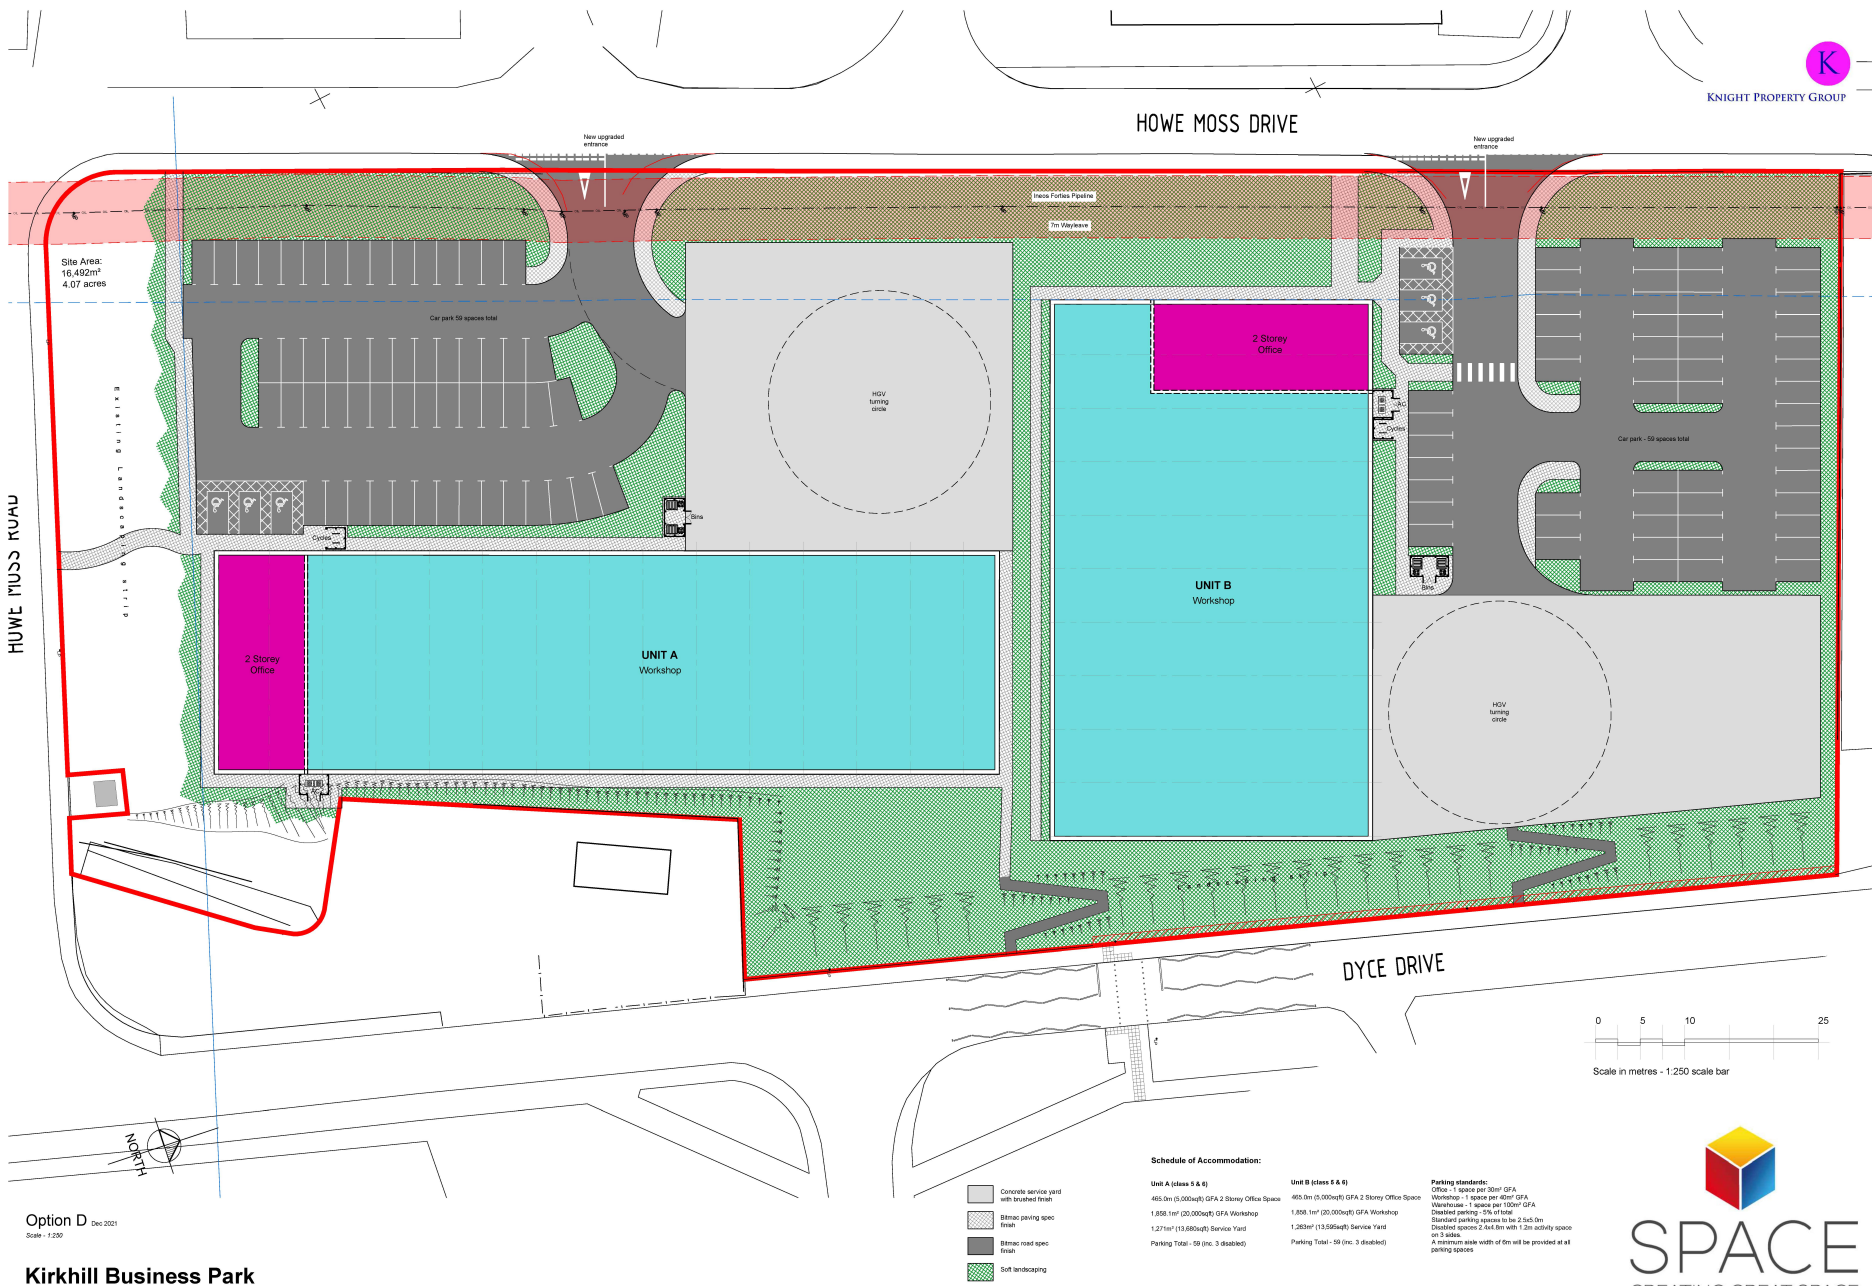 K
KNIGHT PROPERTY GROUP
HOWE MOSS DRIVE
New upgraded
entrance
New upgraded
entrance
Ineos Forties Pipeline
7m Wayleave
Site Area:
16,492m²
4.07 acres
Car park 59 spaces total
2 Storey
Office
HGV
turning
circle
AC
Cycles
Car park - 59 spaces total
Existing Landscaping strip
HOWE MOSS ROAD
Bins
Cycles
UNIT B
Workshop
Bins
2 Storey
Office
UNIT A
Workshop
HGV
turning
circle
AC
Landscaping strip
DYCE DRIVE
0 5 10 25
Scale in metres - 1:250 scale bar
NORTH
Schedule of Accommodation:
Unit A (class 5 & 6)
465.0m (5,000sqft) GFA 2 Storey Office Space
1,858.1m² (20,000sqft) GFA Workshop
1,271m² (13,680sqft) Service Yard
Parking Total - 59 (inc. 3 disabled)
Unit B (class 5 & 6)
465.0m (5,000sqft) GFA 2 Storey Office Space
1,858.1m² (20,000sqft) GFA Workshop
1,263m² (13,595sqft) Service Yard
Parking Total - 59 (inc. 3 disabled)
Parking standards:
Office - 1 space per 30m² GFA
Workshop - 1 space per 40m² GFA
Warehouse - 1 space per 100m² GFA
Disabled parking - 5% of total
Standard parking spaces to be 2.5x5.0m
Disabled spaces 2.4x4.8m with 1.2m activity space
on 3 sides.
A minimum aisle width of 6m will be provided at all
parking spaces
Concrete service yard
with brushed finish
Bitmac paving spec
finish
Bitmac road spec
finish
Soft landscaping
Option D Dec 2021
Scale - 1:250
Kirkhill Business Park
SPACE
CREATING GREAT SPACE